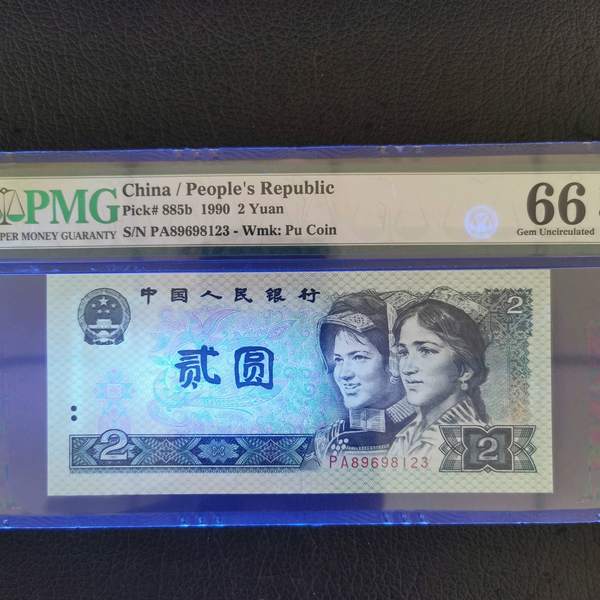 PMG
PER MONEY GUARANTY
China / People's Republic
Pick# 885b 1990 2 Yuan
S/N PA89698123 - Wmk: Pu Coin
66
Gem Uncirculated
中国人民银行
2
贰圆
2
2
PA89698123